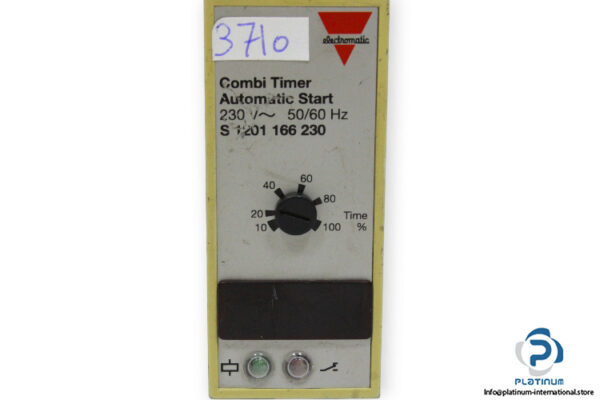 3710
electromatic
Combi Timer
Automatic Start
230 V~ 50/60 Hz
S 1201 166 230
60
40
80
20
Time
10
100
%
PLATINUM
Info@platinum-international.store